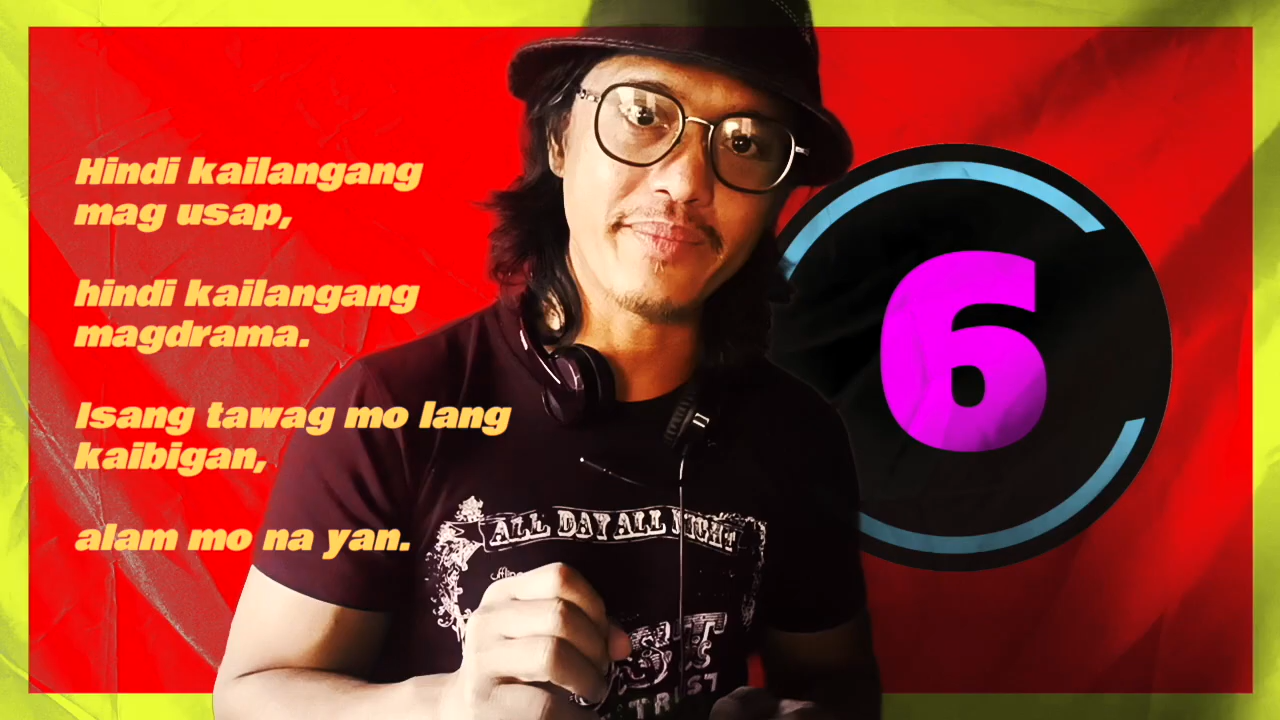 Hindi kailangang
mag usap,
hindi kailangang
magdrama.
Isang tawag mo lang
kaibigan,
alam mo na yan.
6
ALL DAY ALL NIGHT